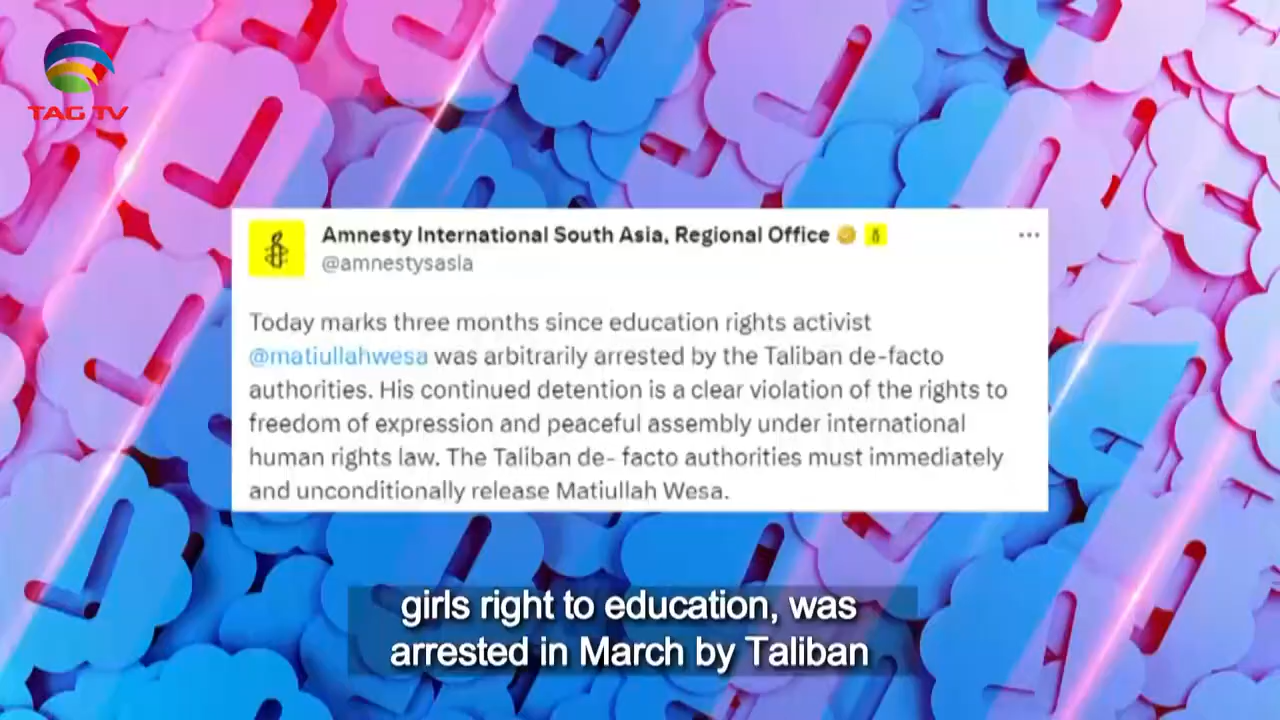 TAG TV
Amnesty International South Asia, Regional Office
@amnestysasia
Today marks three months since education rights activist
@matiullahwesa was arbitrarily arrested by the Taliban de-facto
authorities. His continued detention is a clear violation of the rights to
freedom of expression and peaceful assembly under international
human rights law. The Taliban de- facto authorities must immediately
and unconditionally release Matiullah Wesa.
girls right to education, was
arrested in March by Taliban